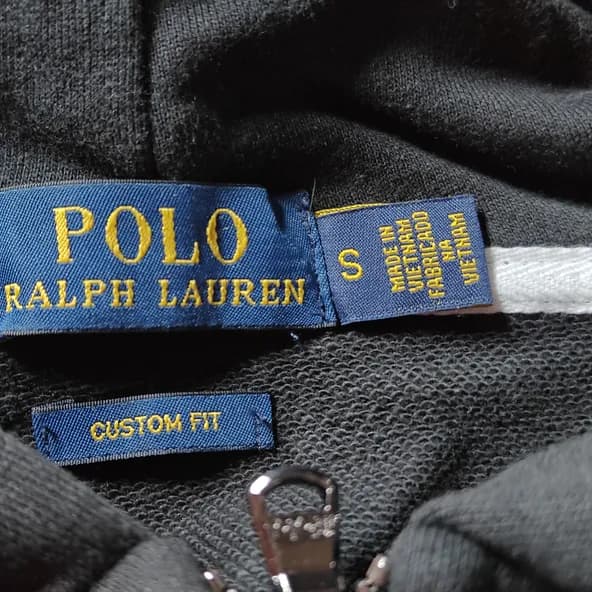 POLO
RALPH LAUREN
S
MADE IN
VIETNAM
FABRICADO
NA
VIETNAM
CUSTOM FIT